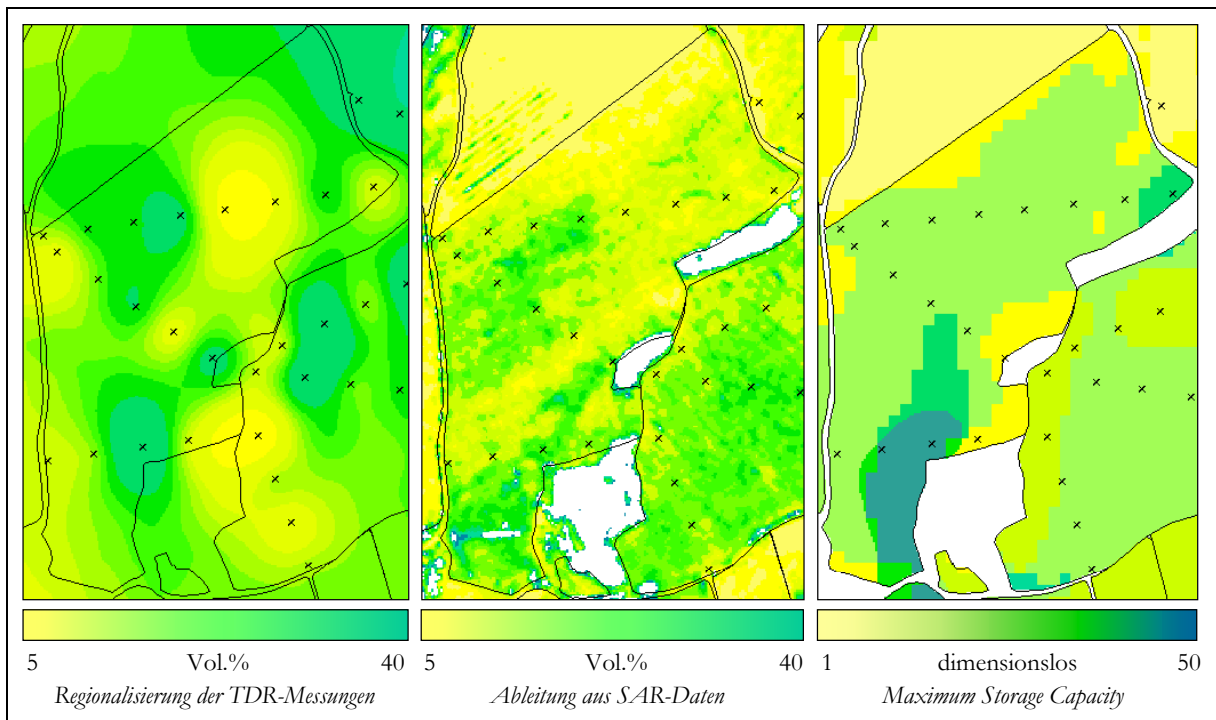 5 Vol.% 40
Regionalisierung der TDR-Messungen
5 Vol.% 40
Ableitung aus SAR-Daten
1 dimensionslos 50
Maximum Storage Capacity